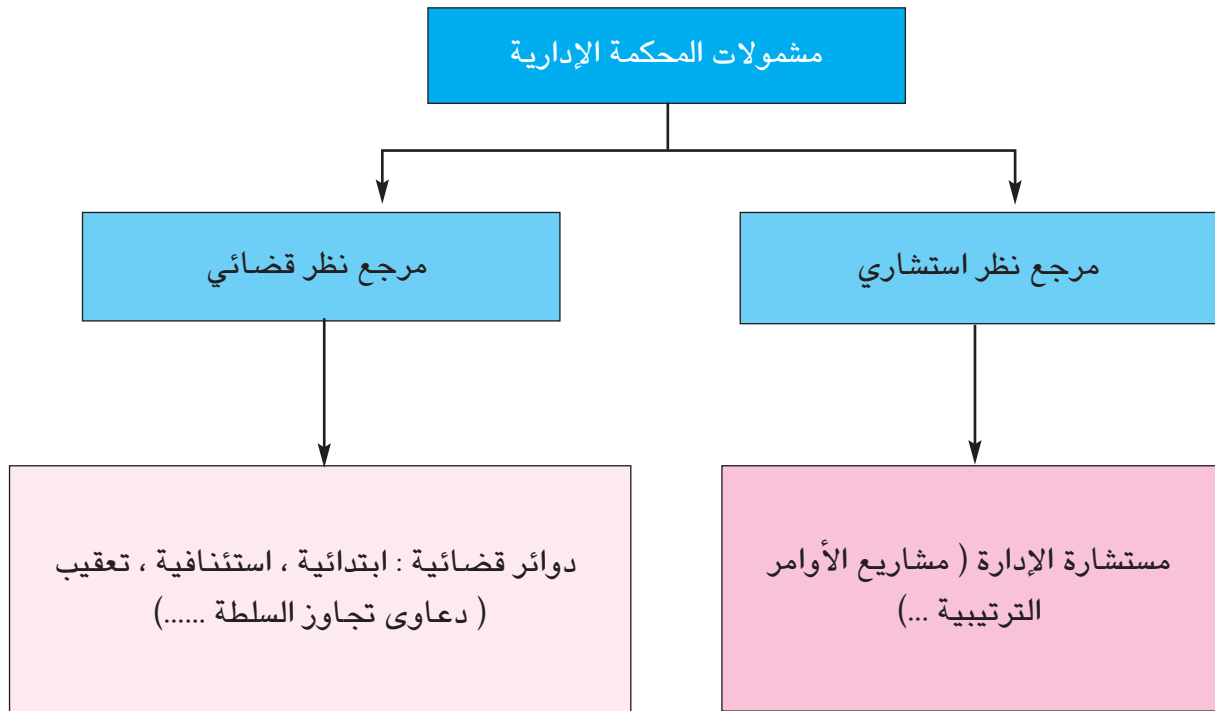 مشمولات المحكمة الإدارية
مرجع نظر استشاري
مرجع نظر قضائي
مستشارة الإدارة ( مشاريع الأوامر
الترتيبية ...)
دوائر قضائية : ابتدائية ، استئنافية ، تعقيب
( دعاوى تجاوز السلطة ......)